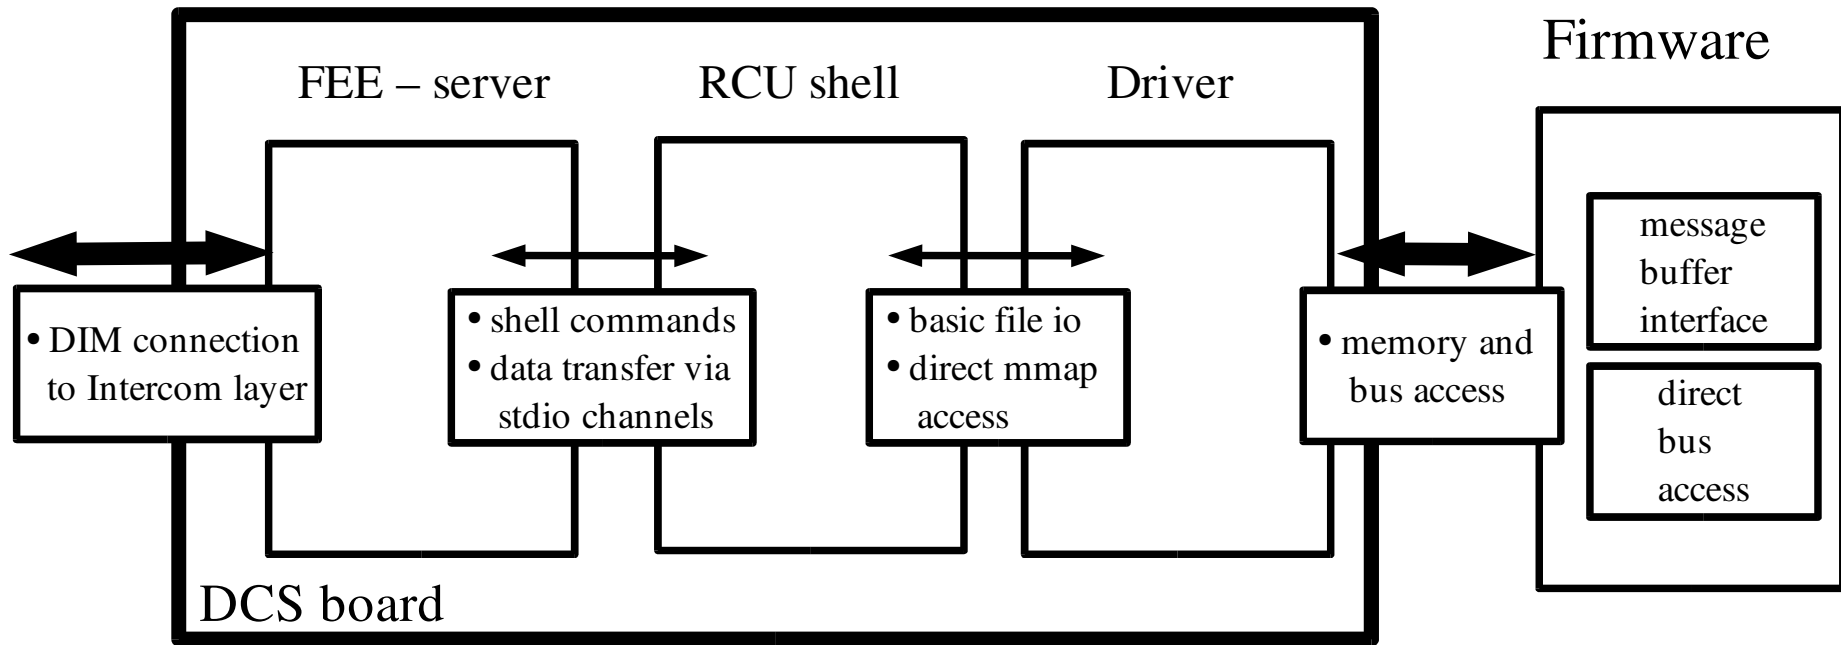 Firmware
FEE – server
RCU shell
Driver
• DIM connection
to Intercom layer
• shell commands
• data transfer via
stdio channels
• basic file io
• direct mmap
access
• memory and
bus access
message
buffer
interface
direct
bus
access
DCS board